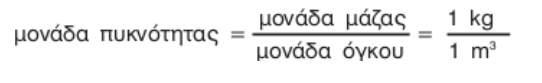 μονάδα πυκνότητας = μονάδα μάζας / μονάδα όγκου = 1 kg / 1 m³